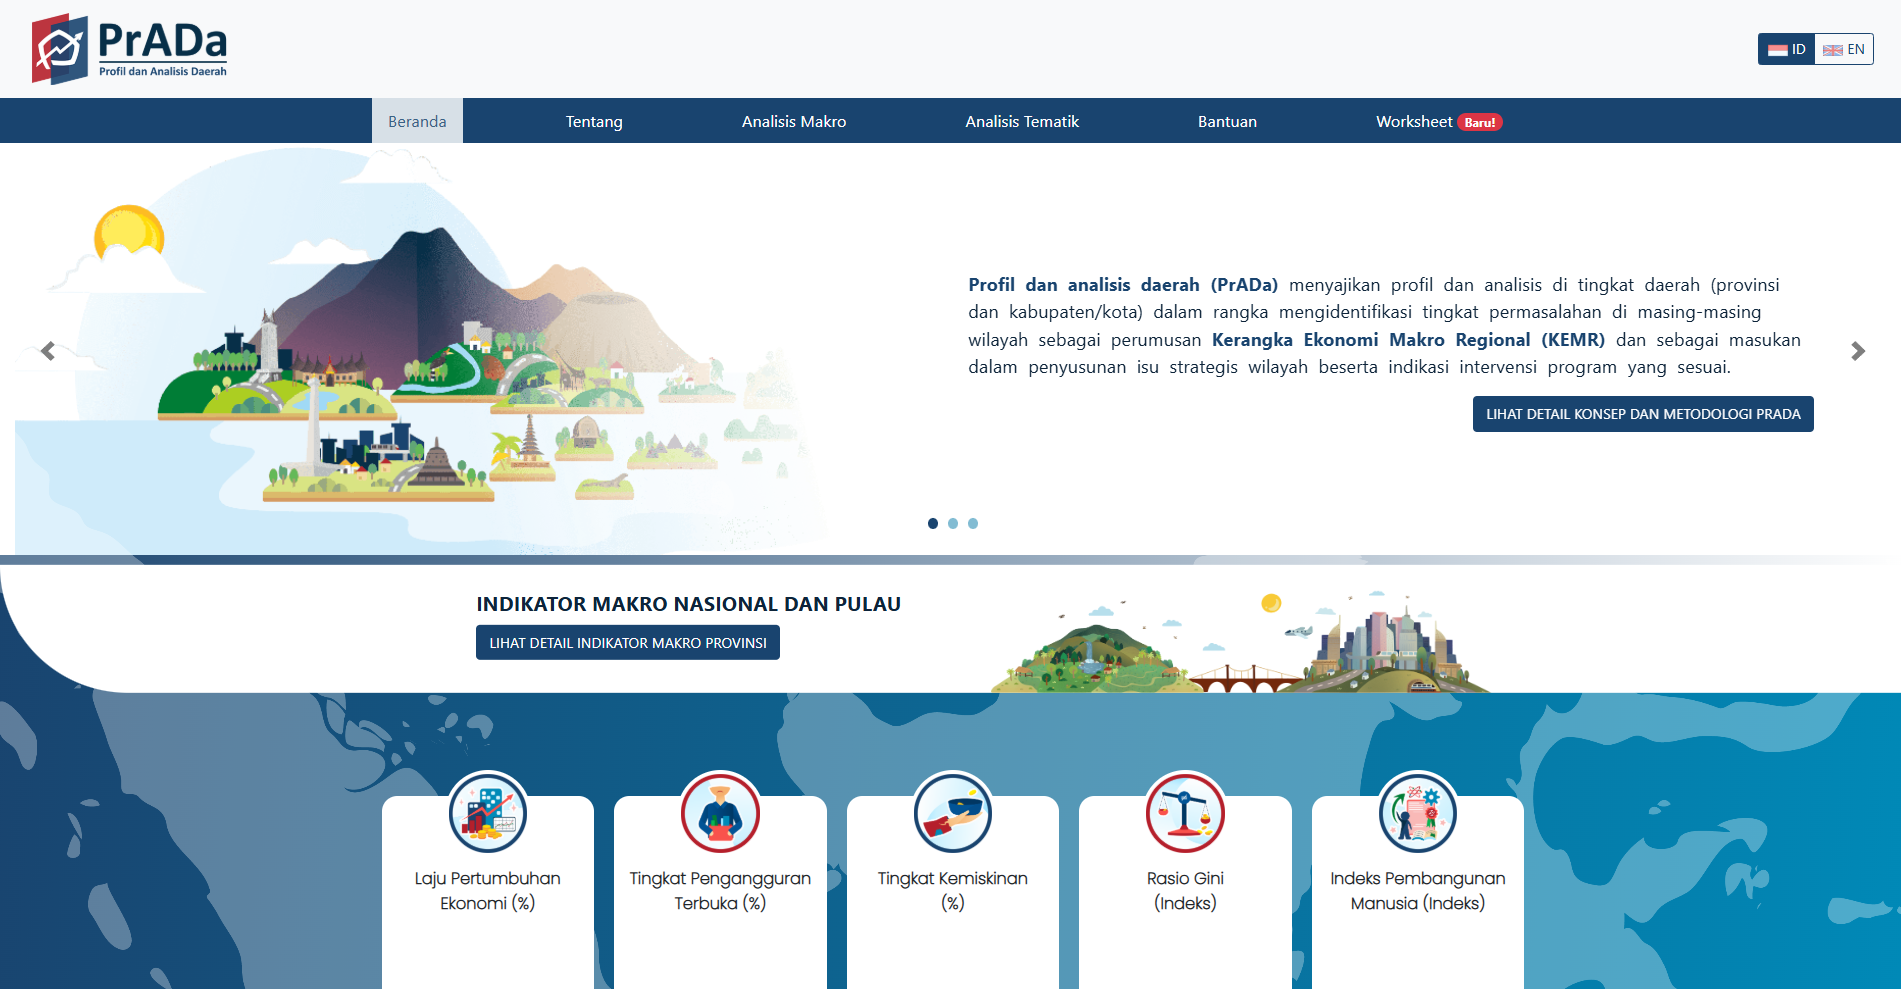 PrADa
Profil dan Analisis Daerah
ID
EN
Beranda
Tentang
Analisis Makro
Analisis Tematik
Bantuan
Worksheet Baru!
Profil dan analisis daerah (PrADa) menyajikan profil dan analisis di tingkat daerah (provinsi
dan kabupaten/kota) dalam rangka mengidentifikasi tingkat permasalahan di masing-masing
wilayah sebagai perumusan Kerangka Ekonomi Makro Regional (KEMR) dan sebagai masukan
dalam penyusunan isu strategis wilayah beserta indikasi intervensi program yang sesuai.
LIHAT DETAIL KONSEP DAN METODOLOGI PRADA
INDIKATOR MAKRO NASIONAL DAN PULAU
LIHAT DETAIL INDIKATOR MAKRO PROVINSI
Laju Pertumbuhan
Ekonomi (%)
Tingkat Pengangguran
Terbuka (%)
Tingkat Kemiskinan
(%)
Rasio Gini
(Indeks)
Indeks Pembangunan
Manusia (Indeks)